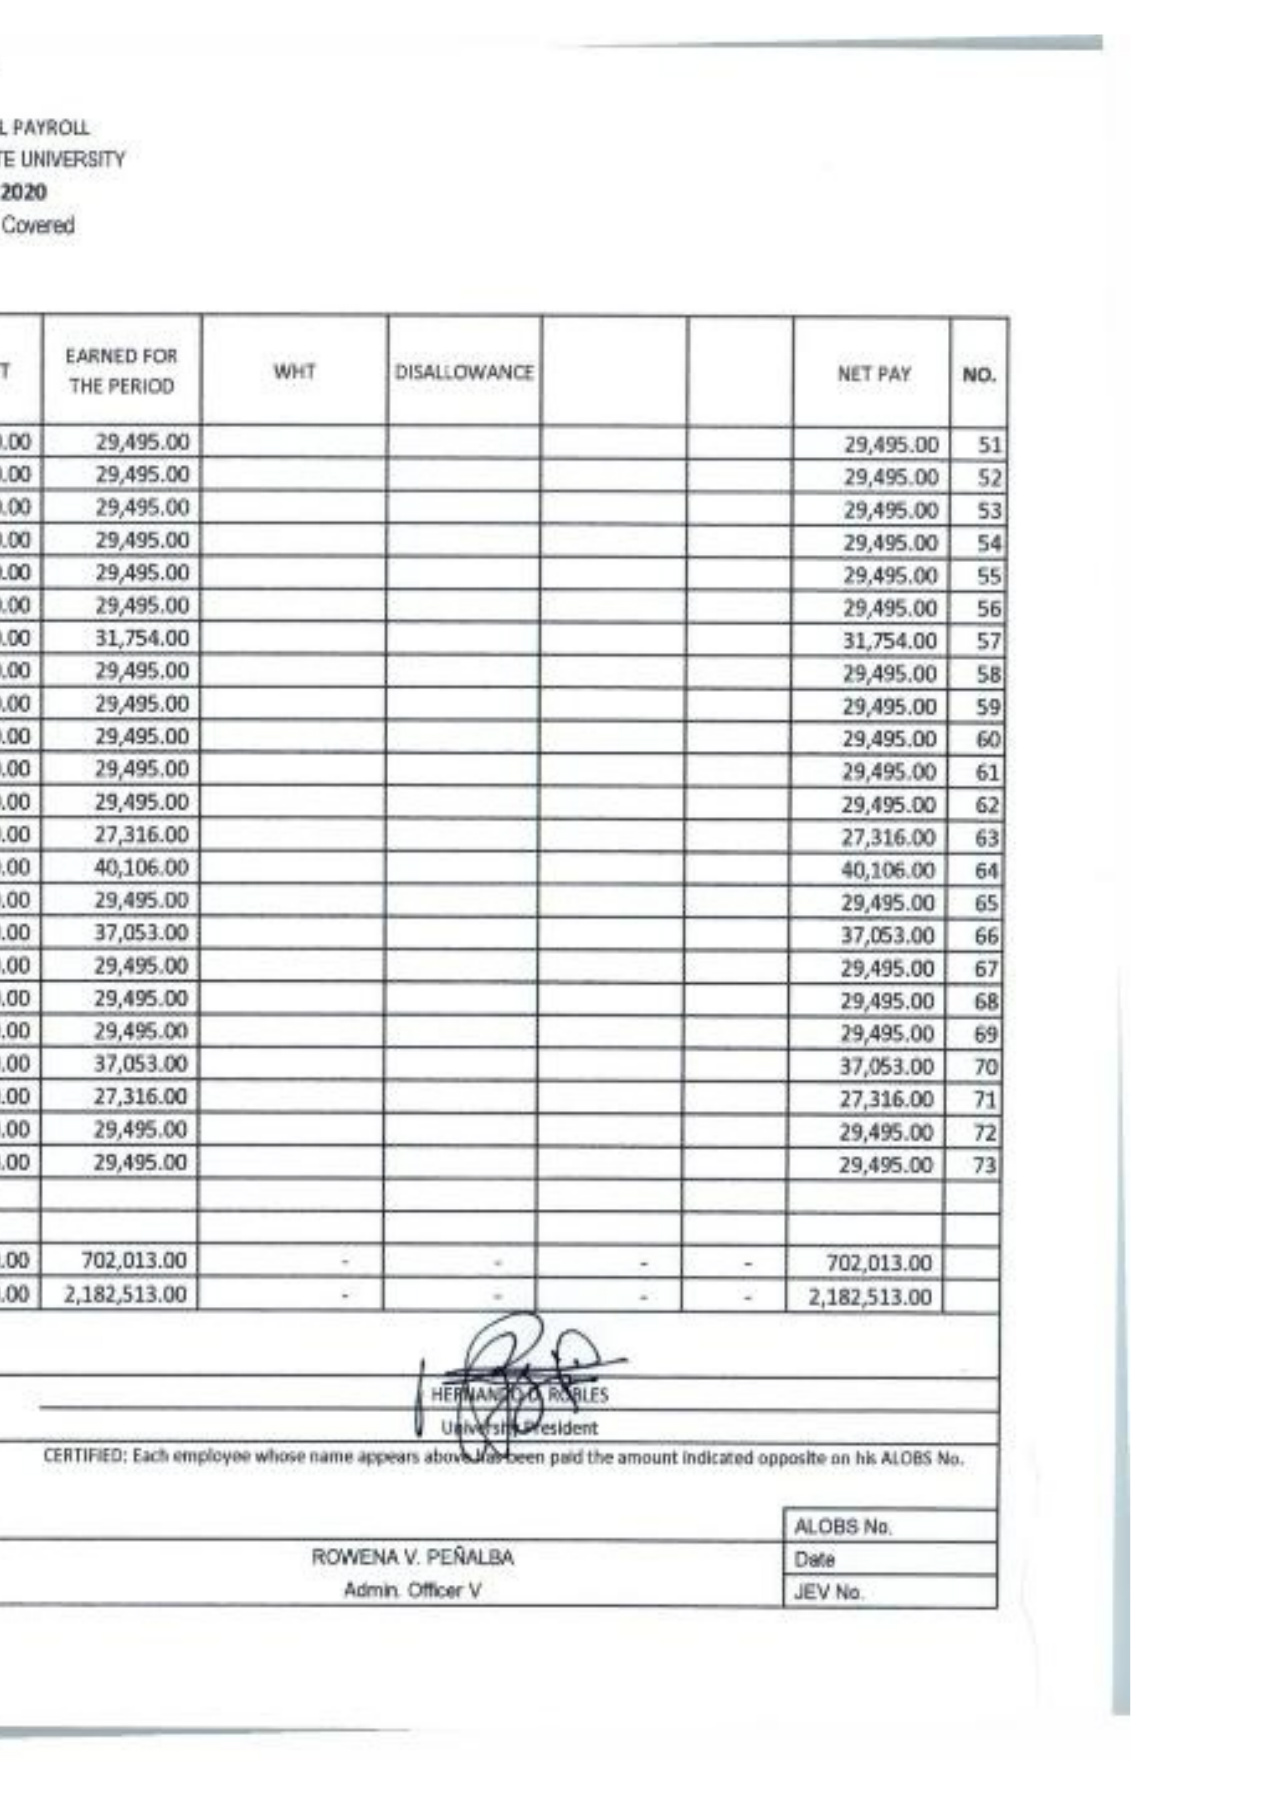 L PAYROLL
TE UNIVERSITY
2020
Covered
T EARNED FOR THE PERIOD WHT DISALLOWANCE NET PAY NO.
.00 29,495.00 29,495.00 51
.00 29,495.00 29,495.00 52
.00 29,495.00 29,495.00 53
.00 29,495.00 29,495.00 54
.00 29,495.00 29,495.00 55
.00 29,495.00 29,495.00 56
.00 31,754.00 31,754.00 57
.00 29,495.00 29,495.00 58
.00 29,495.00 29,495.00 59
.00 29,495.00 29,495.00 60
.00 29,495.00 29,495.00 61
.00 29,495.00 29,495.00 62
.00 27,316.00 27,316.00 63
.00 40,106.00 40,106.00 64
.00 29,495.00 29,495.00 65
.00 37,053.00 37,053.00 66
.00 29,495.00 29,495.00 67
.00 29,495.00 29,495.00 68
.00 29,495.00 29,495.00 69
.00 37,053.00 37,053.00 70
.00 27,316.00 27,316.00 71
.00 29,495.00 29,495.00 72
.00 29,495.00 29,495.00 73
.00 702,013.00 - - - - 702,013.00
.00 2,182,513.00 - - - - 2,182,513.00
HERNANDO D. ROBLES
University President
CERTIFIED: Each employee whose name appears above has been paid the amount indicated opposite on his ALOBS No.
ALOBS No.
ROWENA V. PEÑALBA Date
Admin. Officer V JEV No.